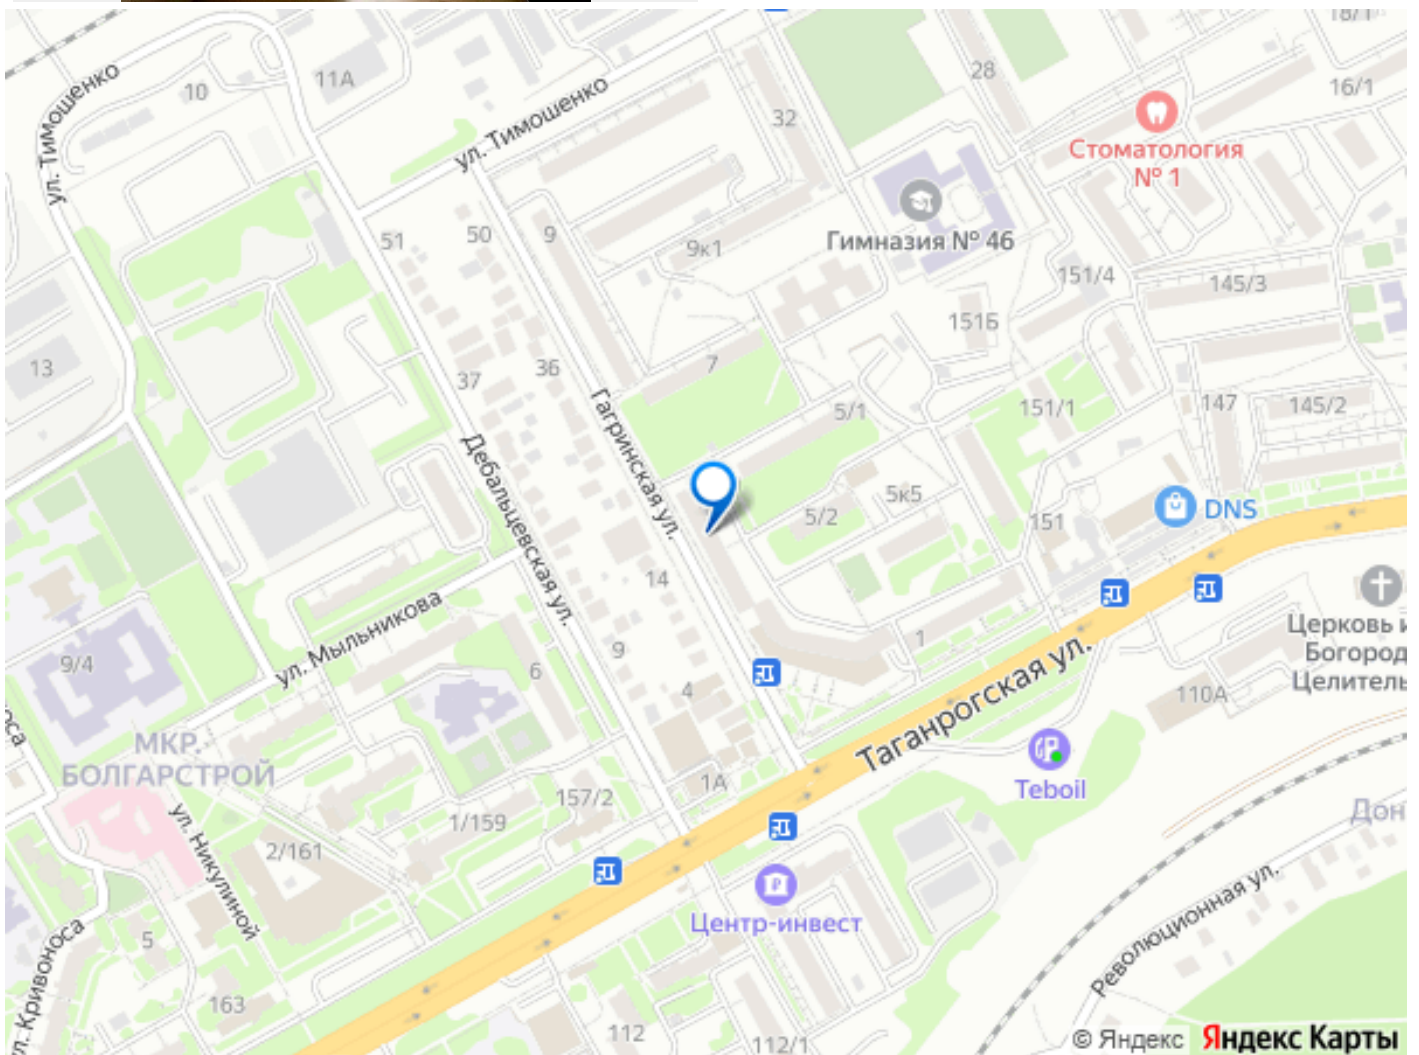 18/1
ул. Тимошенко
10
11А
28
16/1
ул. Тимошенко
32
Стоматология
№ 1
Гимназия № 46
51
50
9
9к1
151/4
145/3
151Б
13
37
36
7
Гагринская ул.
5/1
151/1
147
145/2
Дебальцевская ул.
5к5
5/2
151
DNS
14
ул. Мыльникова
9/4
9
6
4
1
Церковь и
Богород
Целитель
110А
Таганрогская ул.
МКР.
БОЛГАРСТРОЙ
оса
1А
157/2
1/159
Teboil
Дон
ул. Никулиной
2/161
Центр-инвест
Революционная ул.
5
ул. Кривоноса
163
112
112/1
© Яндекс Яндекс Карты